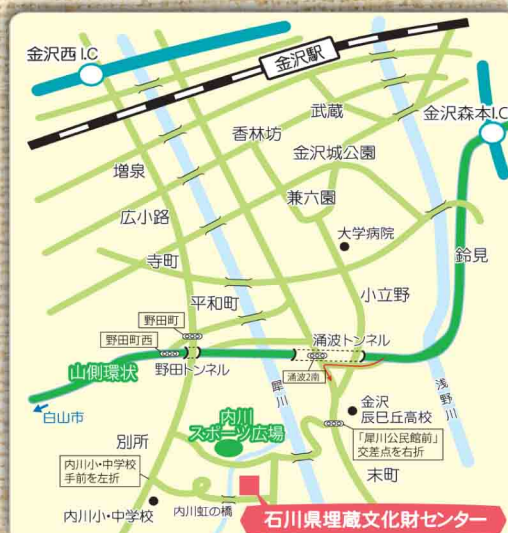 金沢西 I.C
金沢駅
武蔵
金沢森本I.C
香林坊
金沢城公園
増泉
兼六園
広小路
大学病院
鈴見
寺町
小立野
平和町
野田町
野田町西
涌波トンネル
山側環状
野田トンネル
涌波2南
犀川
浅野川
白山市
金沢
辰巳丘高校
内川
スポーツ広場
別所
「犀川公民館前」
交差点を右折
内川小・中学校
手前を左折
末町
内川小・中学校
内川虹の橋
石川県埋蔵文化財センター